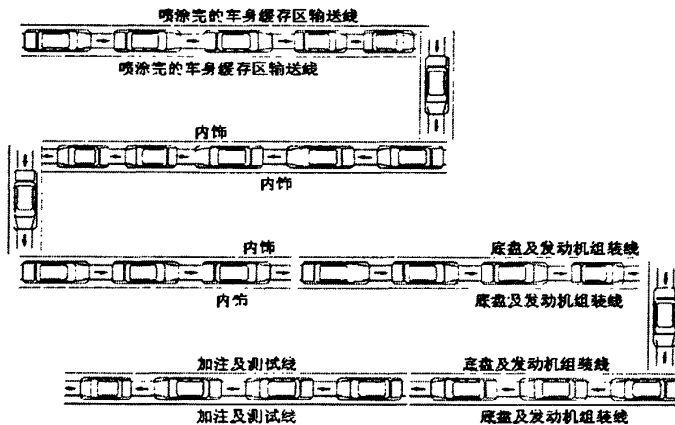 喷涂完的车身缓存区输送线
喷涂完的车身缓存区输送线
内饰
内饰
内饰
底盘及发动机组装线
内饰
底盘及发动机组装线
加注及测试线
底盘及发动机组装线
加注及测试线
底盘及发动机组装线